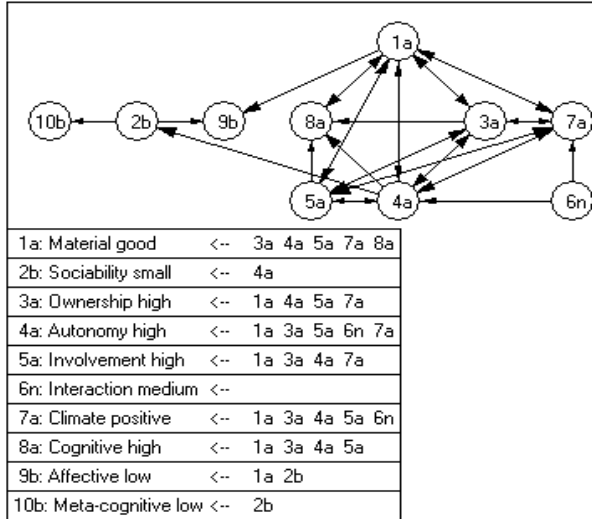 1a
10b 2b 9b 8a 3a 7a
5a 4a 6n
1a: Material good <-- 3a 4a 5a 7a 8a
2b: Sociability small <-- 4a
3a: Ownership high <-- 1a 4a 5a 7a
4a: Autonomy high <-- 1a 3a 5a 6n 7a
5a: Involvement high <-- 1a 3a 4a 7a
6n: Interaction medium <--
7a: Climate positive <-- 1a 3a 4a 5a 6n
8a: Cognitive high <-- 1a 3a 4a 5a
9b: Affective low <-- 1a 2b
10b: Meta-cognitive low <-- 2b